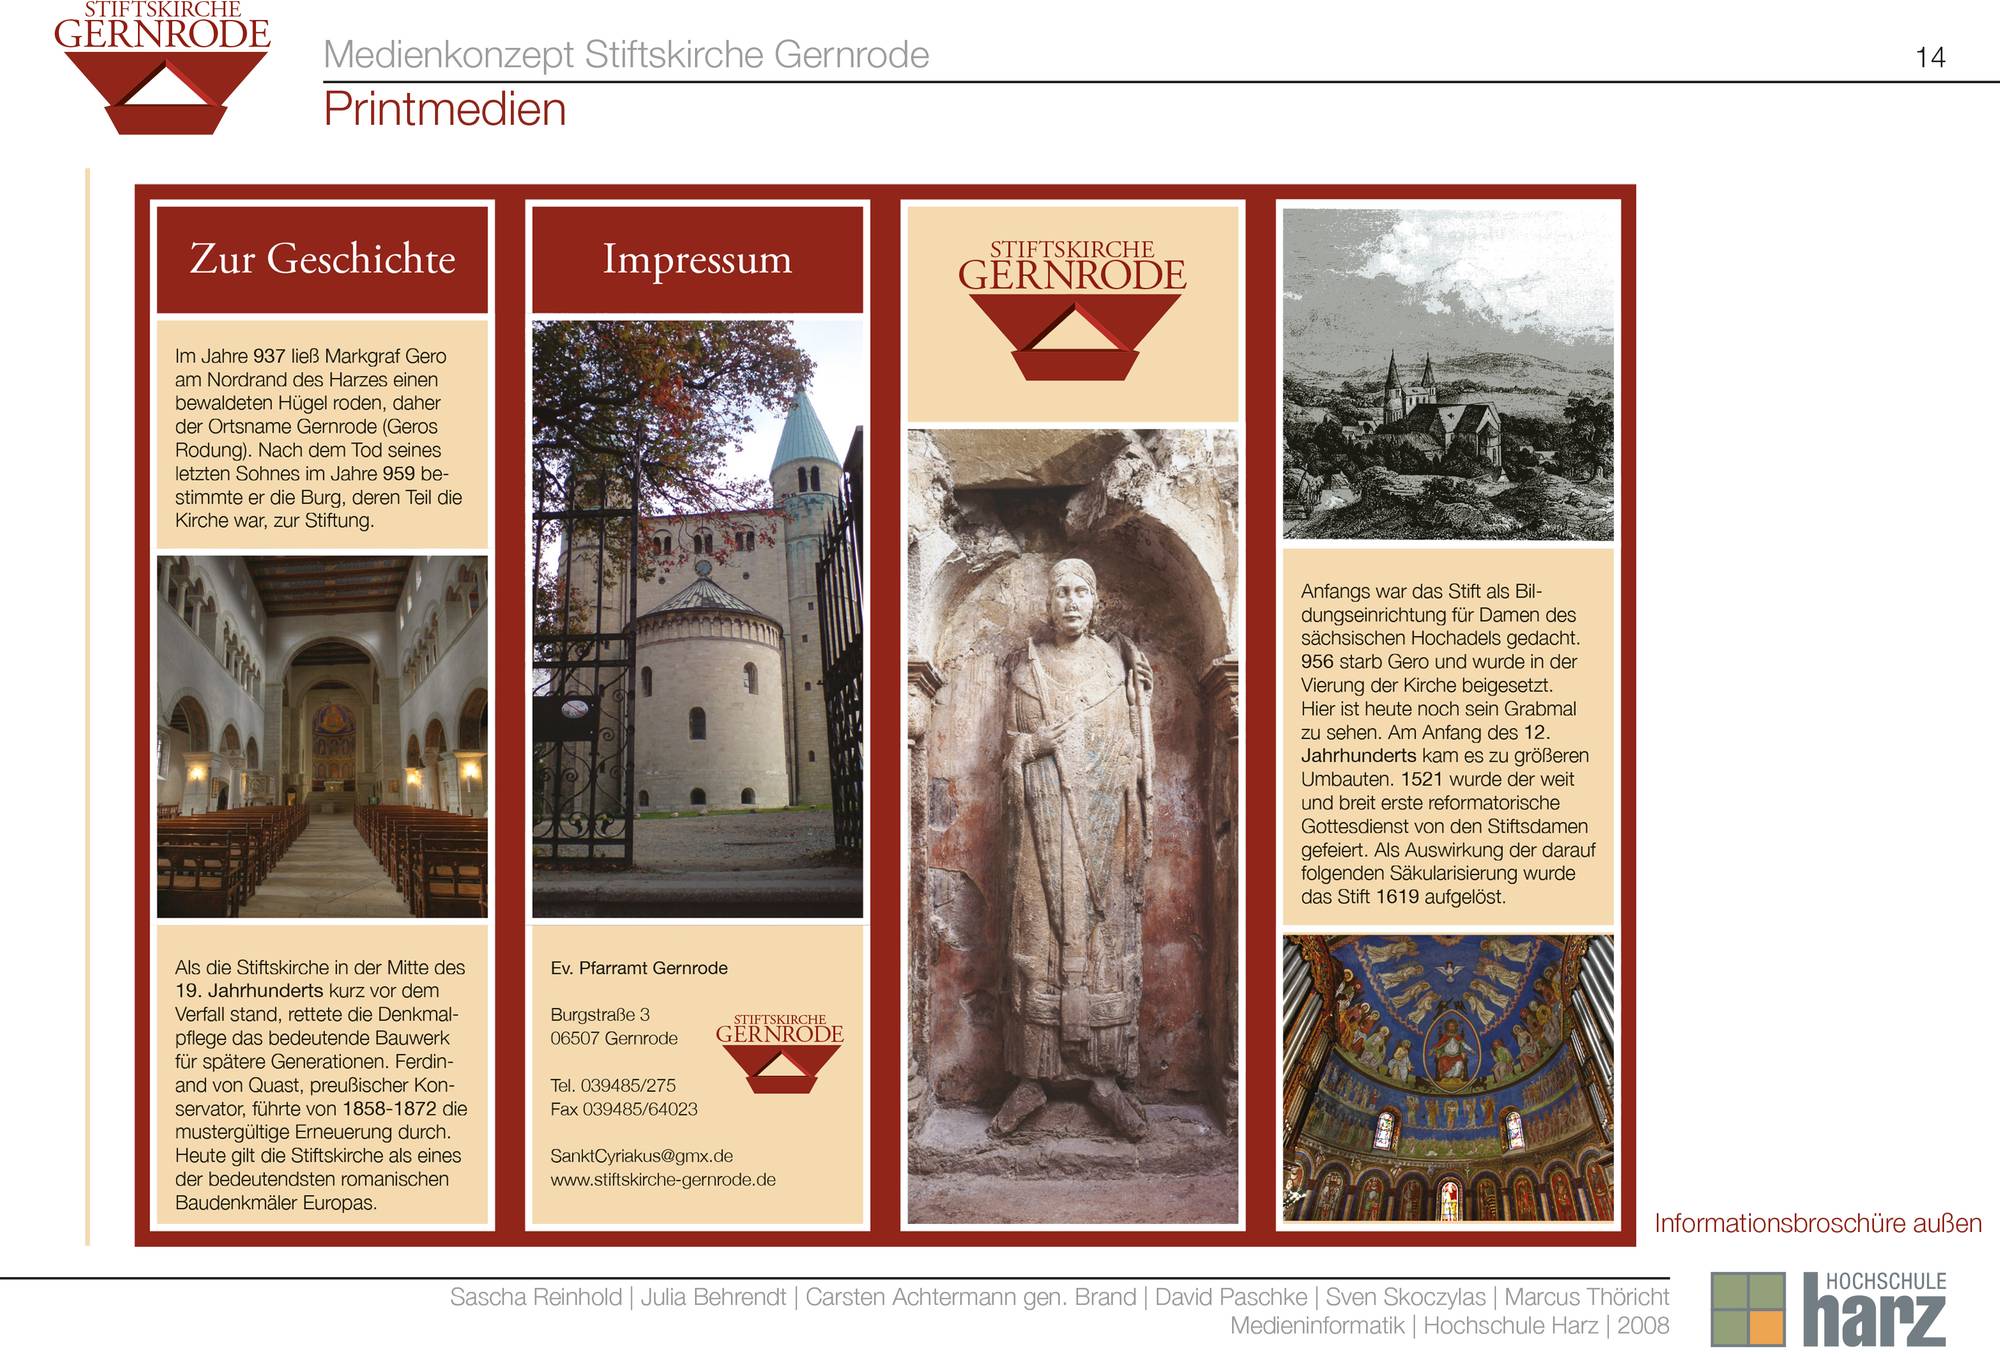 STIFTSKIRCHE
GERNRODE
Medienkonzept Stiftskirche Gernrode
14
Printmedien
Zur Geschichte
Im Jahre 937 ließ Markgraf Gero
am Nordrand des Harzes einen
bewaldeten Hügel roden, daher
der Ortsname Gernrode (Geros
Rodung). Nach dem Tod seines
letzten Sohnes im Jahre 959 be-
stimmte er die Burg, deren Teil die
Kirche war, zur Stiftung.
Als die Stiftskirche in der Mitte des
19. Jahrhunderts kurz vor dem
Verfall stand, rettete die Denkmal-
pflege das bedeutende Bauwerk
für spätere Generationen. Ferdin-
and von Quast, preußischer Kon-
servator, führte von 1858-1872 die
mustergültige Erneuerung durch.
Heute gilt die Stiftskirche als eines
der bedeutendsten romanischen
Baudenkmäler Europas.
Impressum
Ev. Pfarramt Gernrode
Burgstraße 3
06507 Gernrode
Tel. 039485/275
Fax 039485/64023
SanktCyriakus@gmx.de
www.stiftskirche-gernrode.de
STIFTSKIRCHE
GERNRODE
STIFTSKIRCHE
GERNRODE
Anfangs war das Stift als Bil-
dungseinrichtung für Damen des
sächsischen Hochadels gedacht.
956 starb Gero und wurde in der
Vierung der Kirche beigesetzt.
Hier ist heute noch sein Grabmal
zu sehen. Am Anfang des 12.
Jahrhunderts kam es zu größeren
Umbauten. 1521 wurde der weit
und breit erste reformatorische
Gottesdienst von den Stiftsdamen
gefeiert. Als Auswirkung der darauf
folgenden Säkularisierung wurde
das Stift 1619 aufgelöst.
Informationsbroschüre außen
Sascha Reinhold | Julia Behrendt | Carsten Achtermann gen. Brand | David Paschke | Sven Skoczylas | Marcus Thöricht
Medieninformatik | Hochschule Harz | 2008
HOCHSCHULE
harz